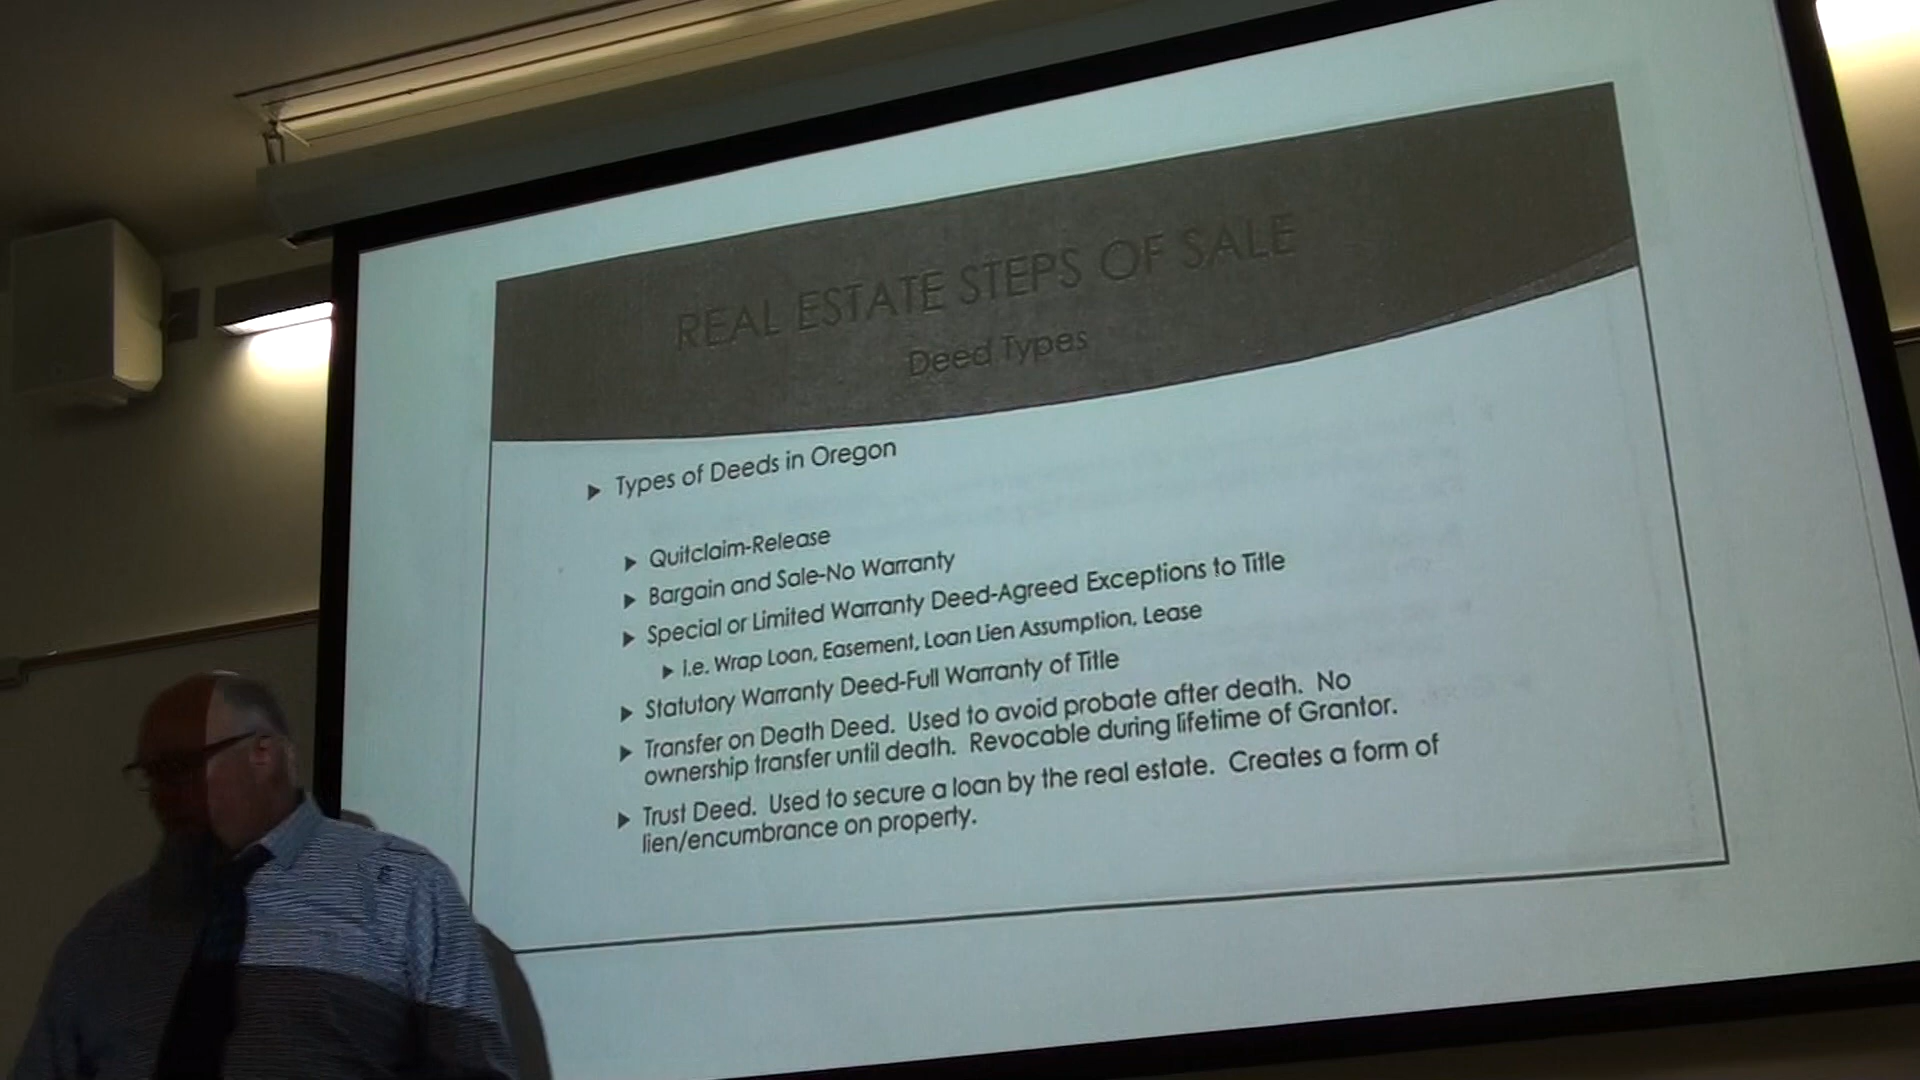 REAL ESTATE STEPS OF SALE
Deed Types
Types of Deeds in Oregon
Quitclaim-Release
Bargain and Sale-No Warranty
Special or Limited Warranty Deed-Agreed Exceptions to Title
i.e. Wrap Loan, Easement, Loan Lien Assumption, Lease
Statutory Warranty Deed-Full Warranty of Title
Transfer on Death Deed. Used to avoid probate after death. No
ownership transfer until death. Revocable during lifetime of Grantor.
Trust Deed. Used to secure a loan by the real estate. Creates a form of
lien/encumbrance on property.